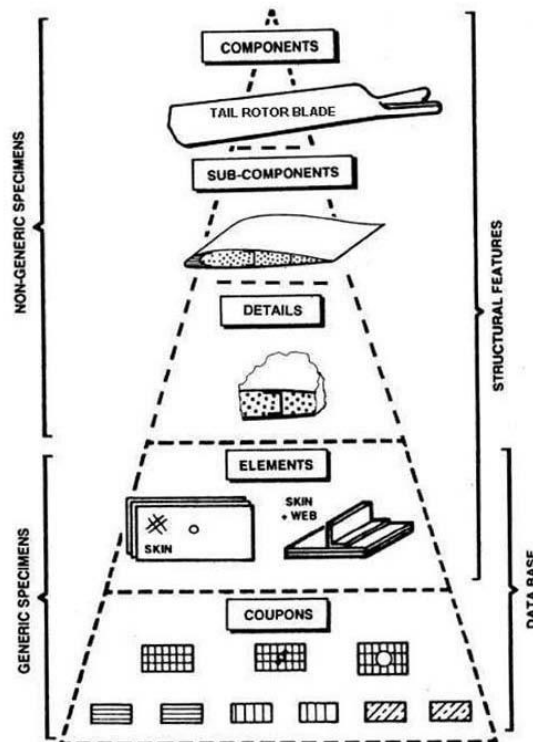 COMPONENTS
TAIL ROTOR BLADE
SUB-COMPONENTS
NON-GENERIC SPECIMENS
STRUCTURAL FEATURES
DETAILS
ELEMENTS
SKIN
SKIN
+ WEB
GENERIC SPECIMENS
DATA BASE
COUPONS